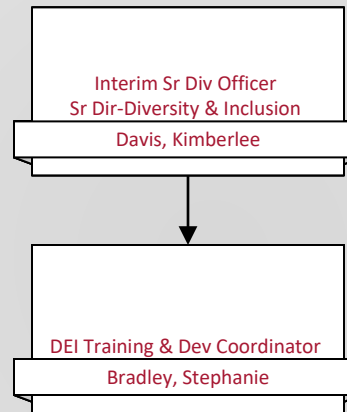 Interim Sr Div Officer
Sr Dir-Diversity & Inclusion
Davis, Kimberlee
DEI Training & Dev Coordinator
Bradley, Stephanie